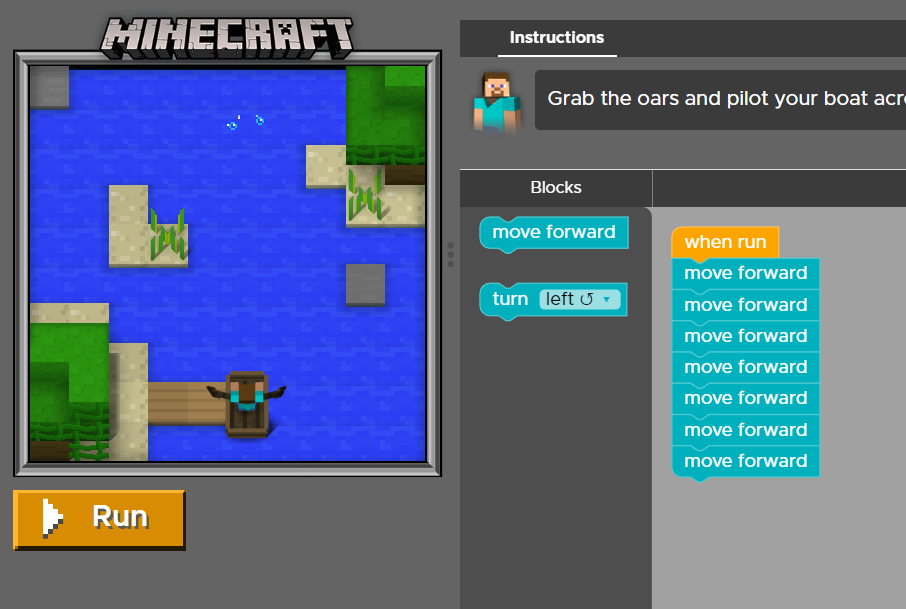 MINECRAFT
Instructions
Grab the oars and pilot your boat acr
Blocks
move forward
turn left ↺ ▼
when run
move forward
move forward
move forward
move forward
move forward
move forward
move forward
Run